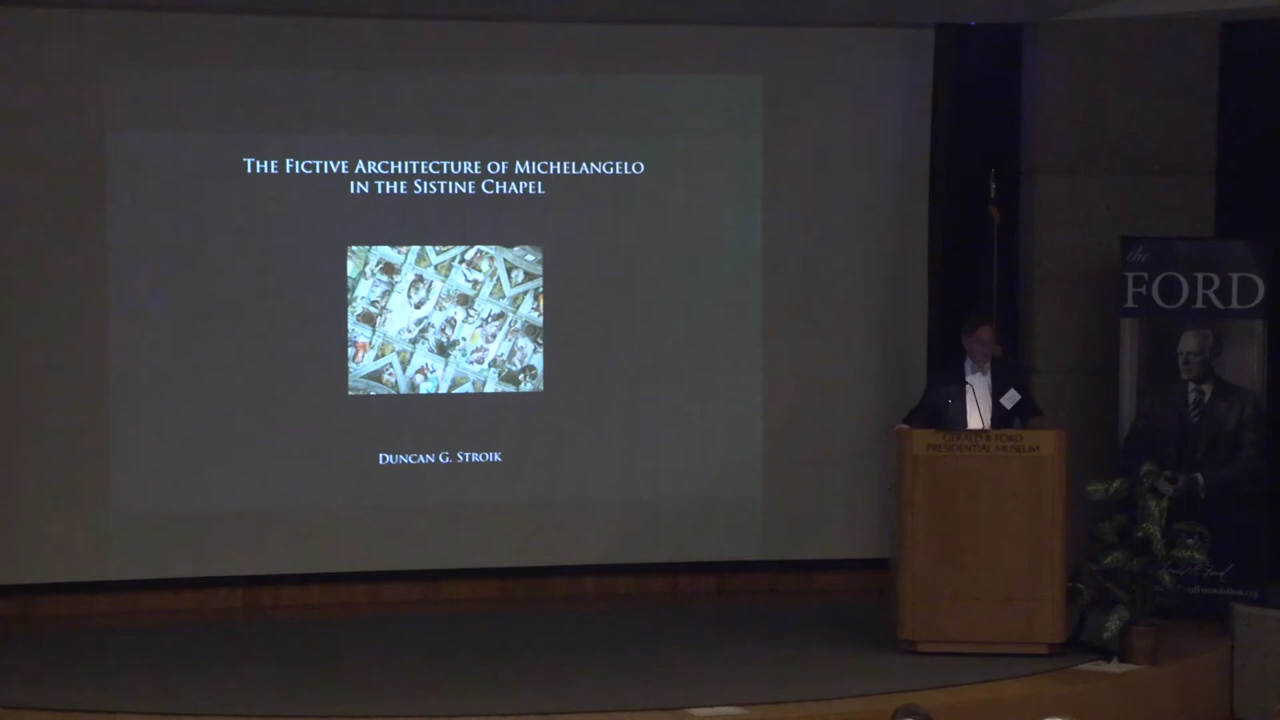 THE FICTIVE ARCHITECTURE OF MICHELANGELO
IN THE SISTINE CHAPEL
DUNCAN G. STROIK
GERALD R FORD
PRESIDENTIAL MUSEUM
the
FORD